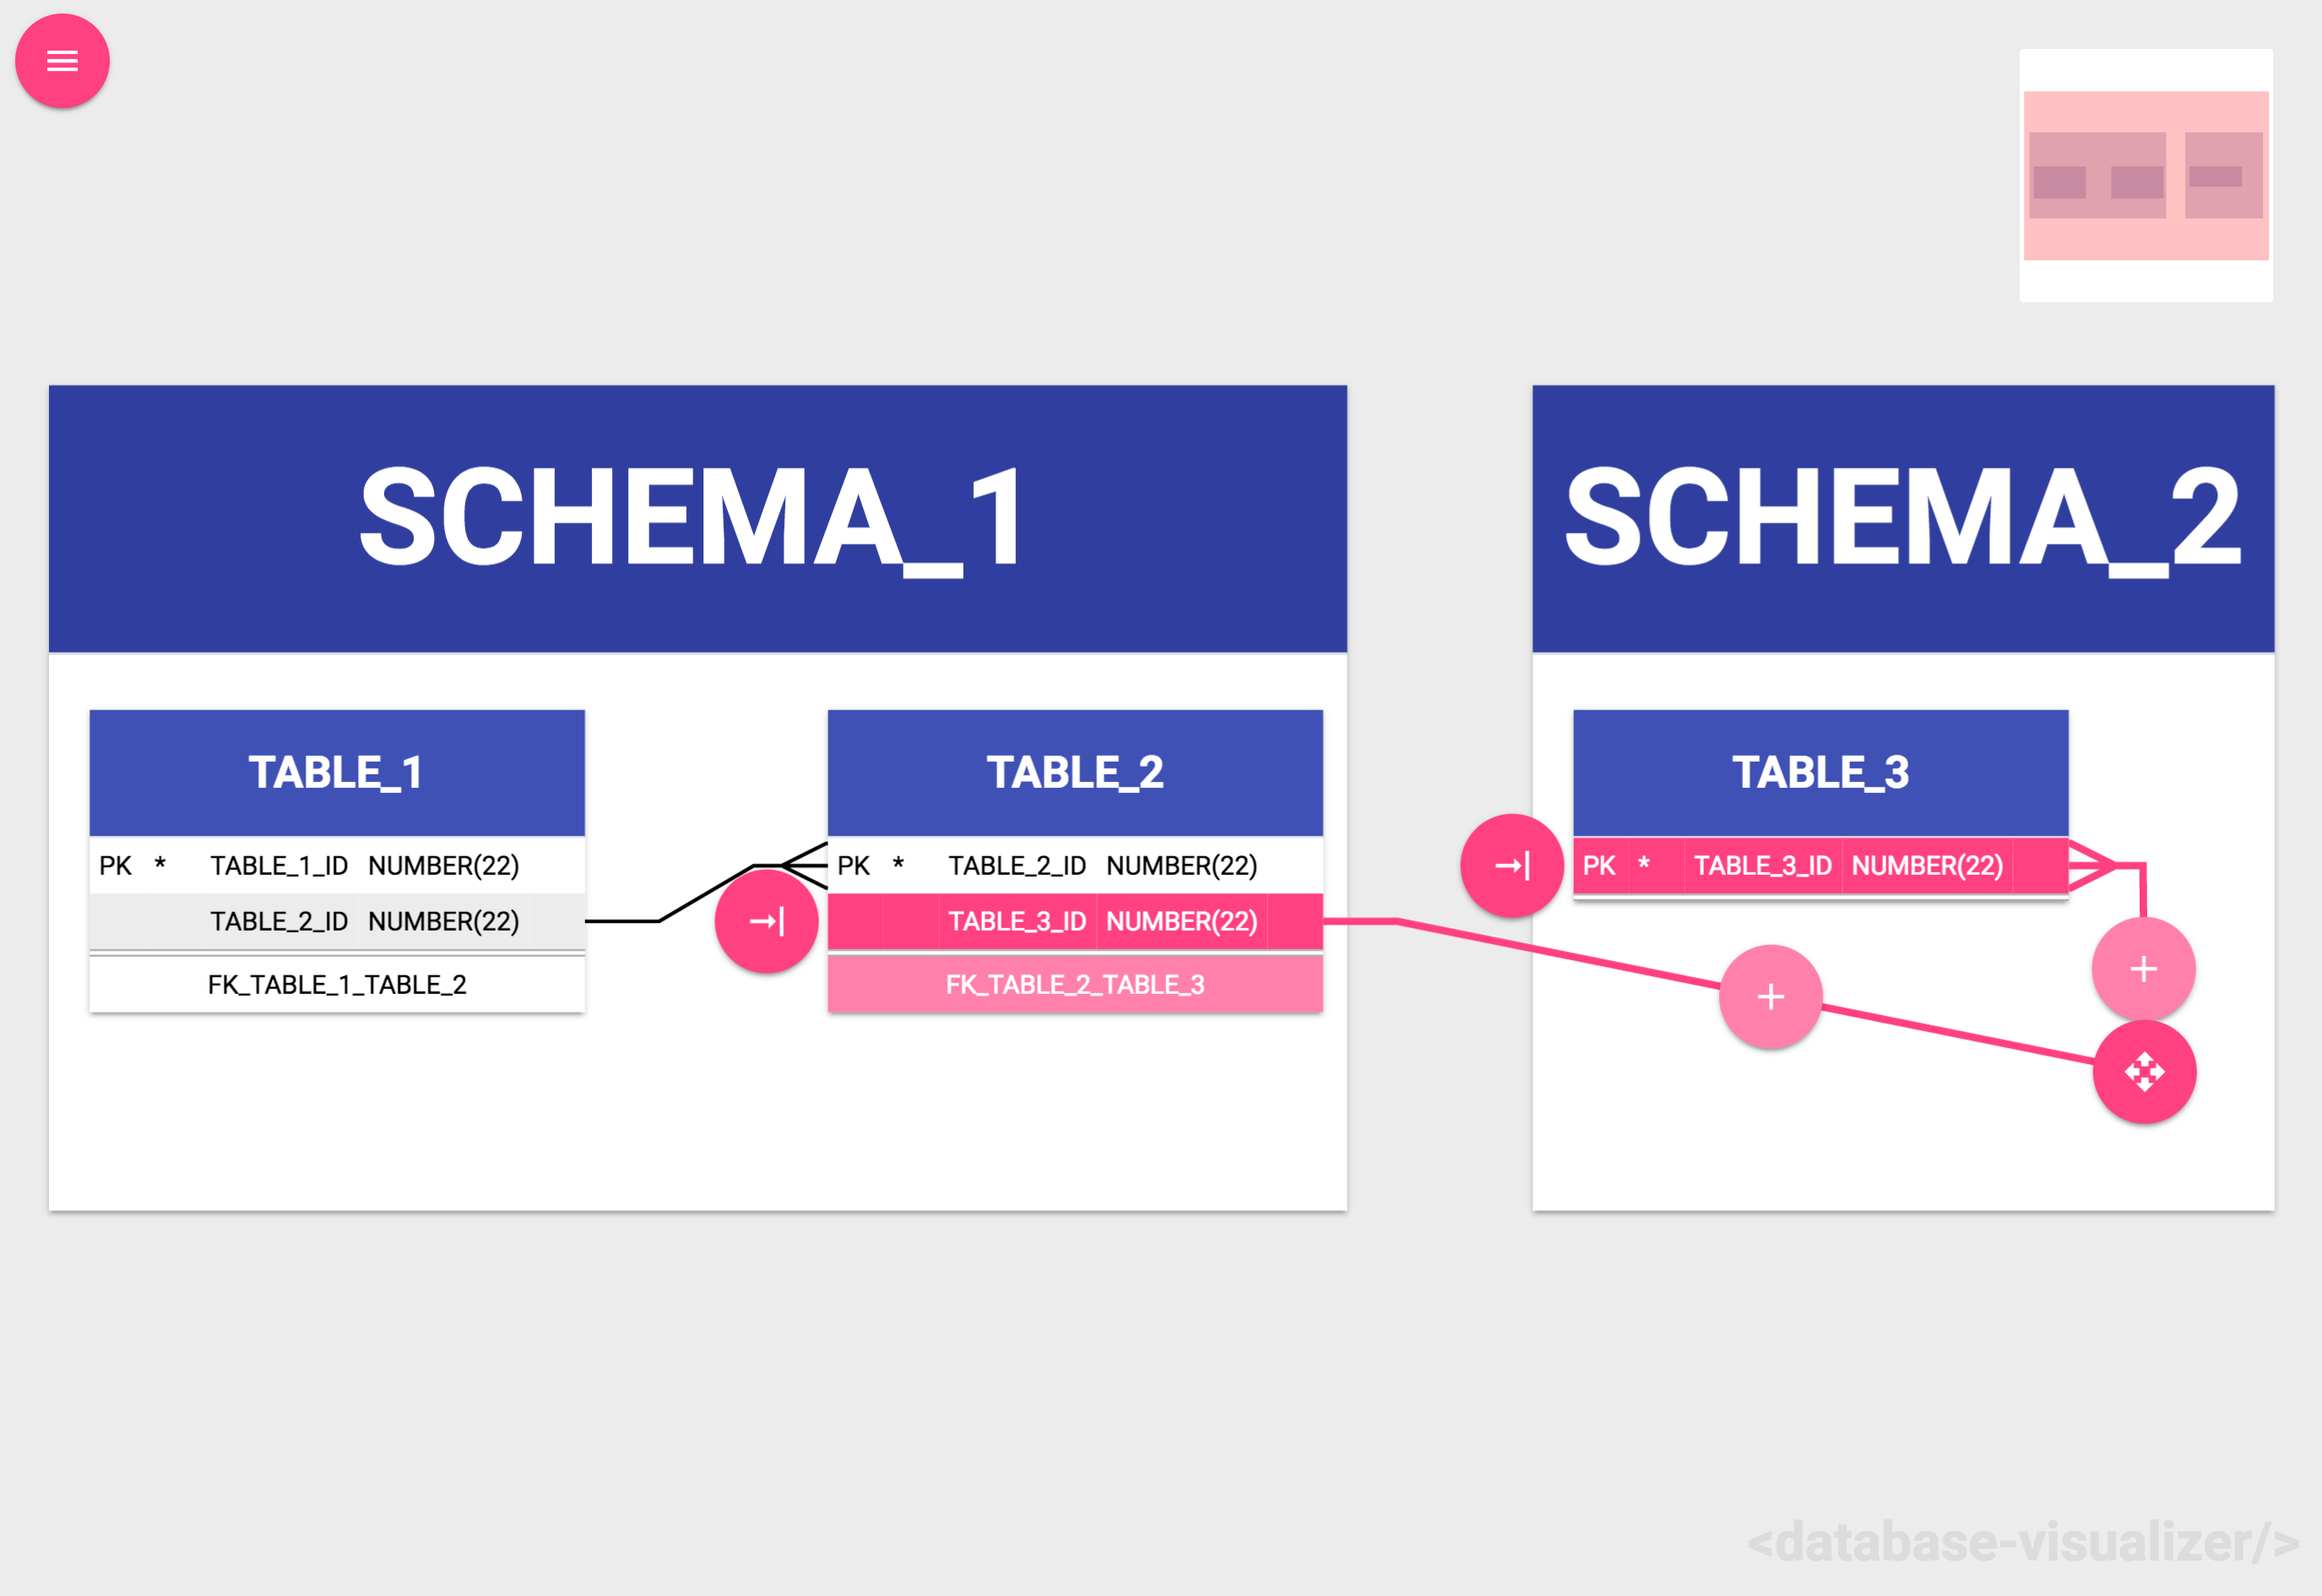 SCHEMA_1
SCHEMA_2
TABLE_1
PK * TABLE_1_ID NUMBER(22)
TABLE_2_ID NUMBER(22)
FK_TABLE_1_TABLE_2
TABLE_2
PK * TABLE_2_ID NUMBER(22)
TABLE_3_ID NUMBER(22)
FK_TABLE_2_TABLE_3
TABLE_3
PK * TABLE_3_ID NUMBER(22)
<database-visualizer/>